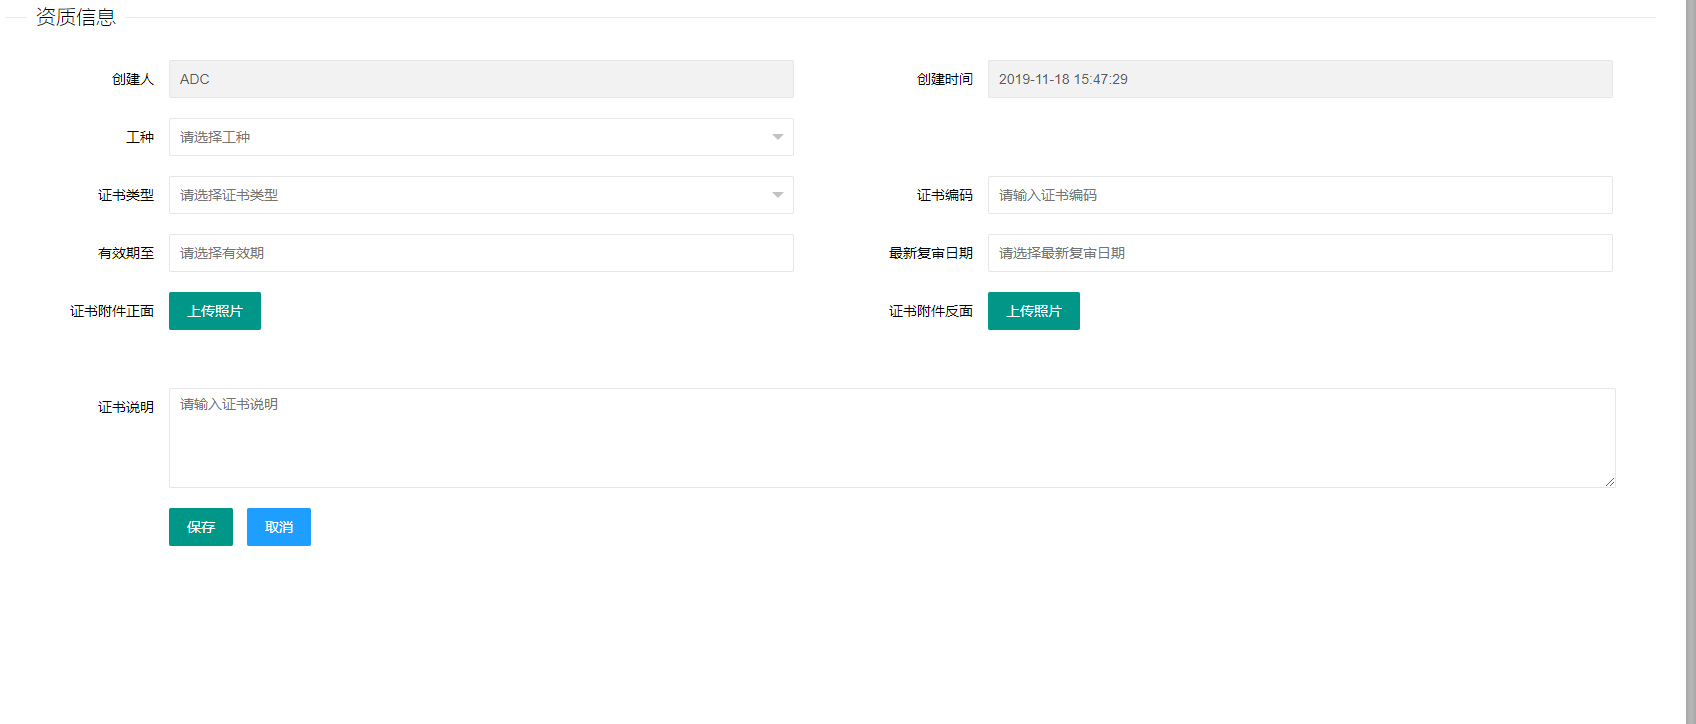 资质信息
创建人 ADC 创建时间 2019-11-18 15:47:29
工种 请选择工种
证书类型 请选择证书类型 证书编码 请输入证书编码
有效期至 请选择有效期 最新复审日期 请选择最新复审日期
证书附件正面 上传照片 证书附件反面 上传照片
证书说明 请输入证书说明
保存 取消